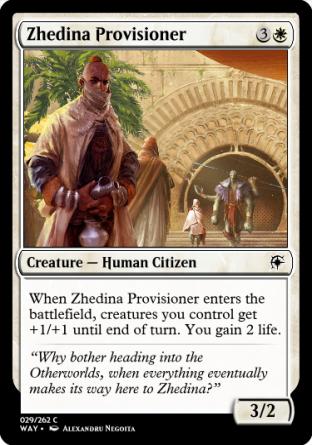 Zhedina Provisioner 3
Creature — Human Citizen
When Zhedina Provisioner enters the
battlefield, creatures you control get
+1/+1 until end of turn. You gain 2 life.
"Why bother heading into the
Otherworlds, when everything eventually
makes its way here to Zhedina?"
3/2
029/262 C
WAY • Alexandru Negoita